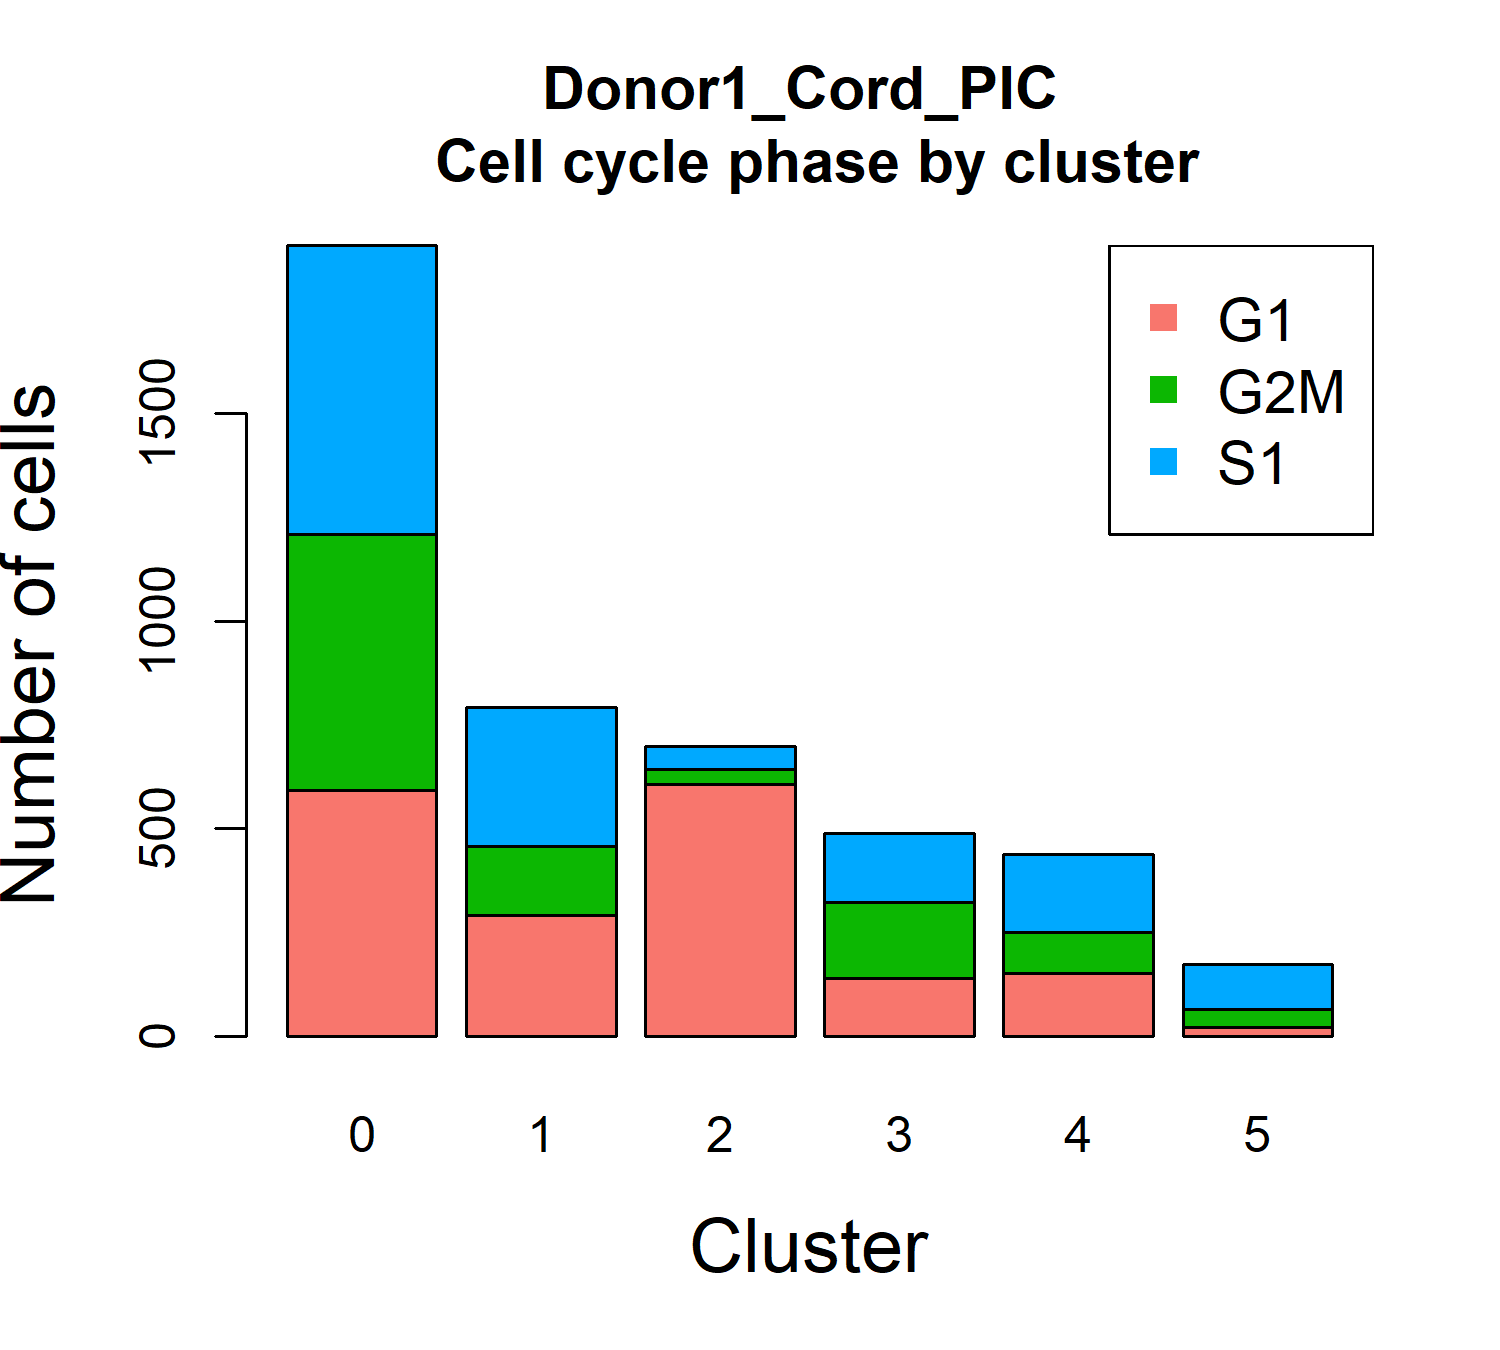 Donor1_Cord_PIC
Cell cycle phase by cluster
G1
G2M
S1
Number of cells
1500
1000
500
0
0 1 2 3 4 5
Cluster